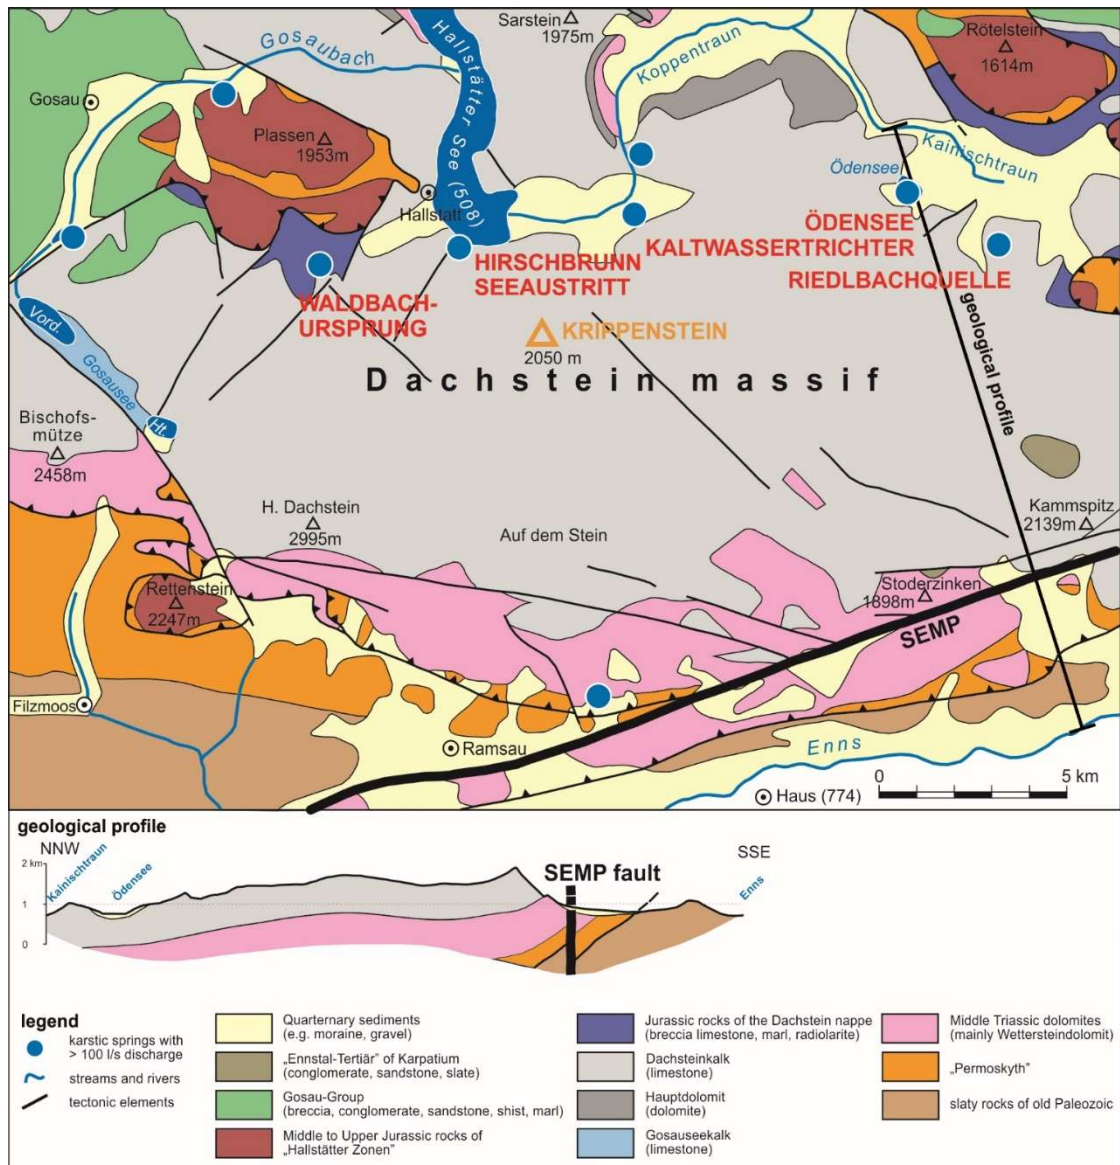 Sarstein
1975m
Rötelstein
1614m
Gosaubach
Hallstätter See (508)
Koppentraun
Gosau
Plassen
1953m
Kainischtraun
Ödensee
Hallstatt
ÖDENSEE
KALTWASSERTRICHTER
HIRSCHBRUNN
SEEAUSTRITT
RIEDLBACHQUELLE
WALDBACH-
URSPRUNG
KRIPPENSTEIN
2050 m
geological profile
Vord.
Gosausee
Ht.
Dachstein massif
Bischofs-
mütze
2458m
H. Dachstein
2995m
Auf dem Stein
Kammspitz
2139m
Rettenstein
2247m
Stoderzinken
1898m
SEMP
Filzmoos
Ramsau
Enns
0 5 km
Haus (774)
geological profile
NNW
SSE
2 km
1
0
Kainischtraun
Ödensee
SEMP fault
Enns
legend
karstic springs with
> 100 l/s discharge
streams and rivers
tectonic elements
Quaternary sediments
(e.g. moraine, gravel)
„Ennstal-Tertiär" of Karpatium
(conglomerate, sandstone, slate)
Gosau-Group
(breccia, conglomerate, sandstone, shist, marl)
Middle to Upper Jurassic rocks of
„Hallstätter Zonen"
Jurassic rocks of the Dachstein nappe
(breccia limestone, marl, radiolarite)
Dachsteinkalk
(limestone)
Hauptdolomit
(dolomite)
Gosauseekalk
(limestone)
Middle Triassic dolomites
(mainly Wettersteindolomit)
„Permoskyth"
slaty rocks of old Paleozoic